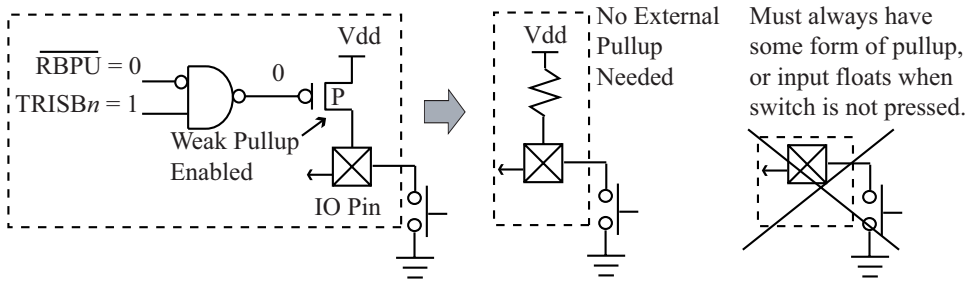 Vdd
RBPU = 0
0
TRISBn = 1
P
Weak Pullup
Enabled
IO Pin
Vdd
No External
Pullup
Needed
Must always have
some form of pullup,
or input floats when
switch is not pressed.